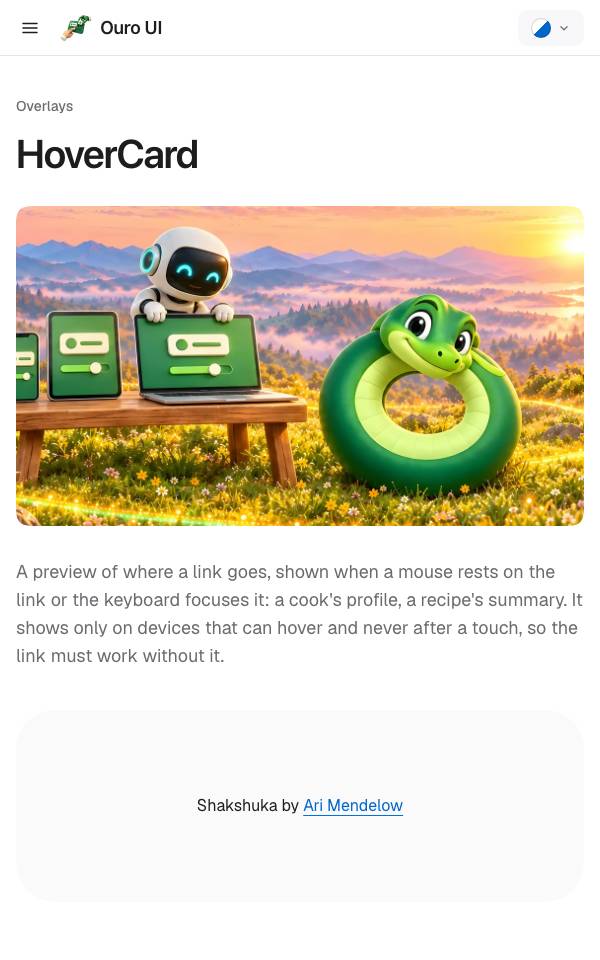 Ouro UI
Overlays
HoverCard
A preview of where a link goes, shown when a mouse rests on the
link or the keyboard focuses it: a cook's profile, a recipe's summary. It
shows only on devices that can hover and never after a touch, so the
link must work without it.
Shakshuka by Ari Mendelow